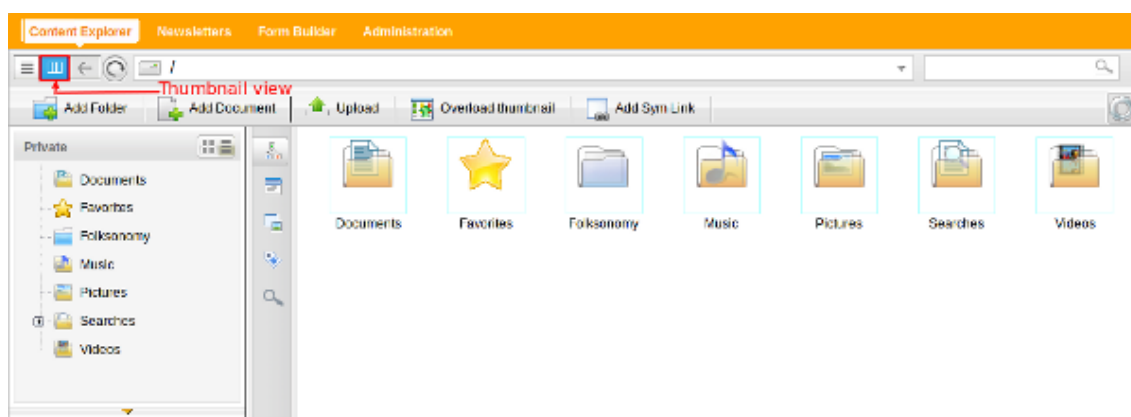 Content Explorer Newsletters Form Builder Administration
/
Thumbnail view
Add Folder Add Document Upload Overload thumbnail Add Sym Link
Private
Documents
Favorites
Folksonomy
Music
Pictures
Searches
Videos
Documents Favorites Folksonomy Music Pictures Searches Videos